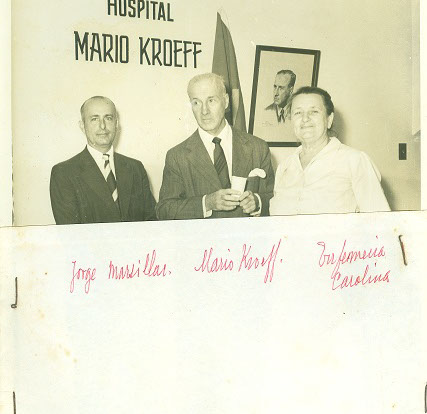 HOSPITAL
MARIO KROEFF
Jorge Marsillac. Mario Kroeff. Enfermeira
Carolina